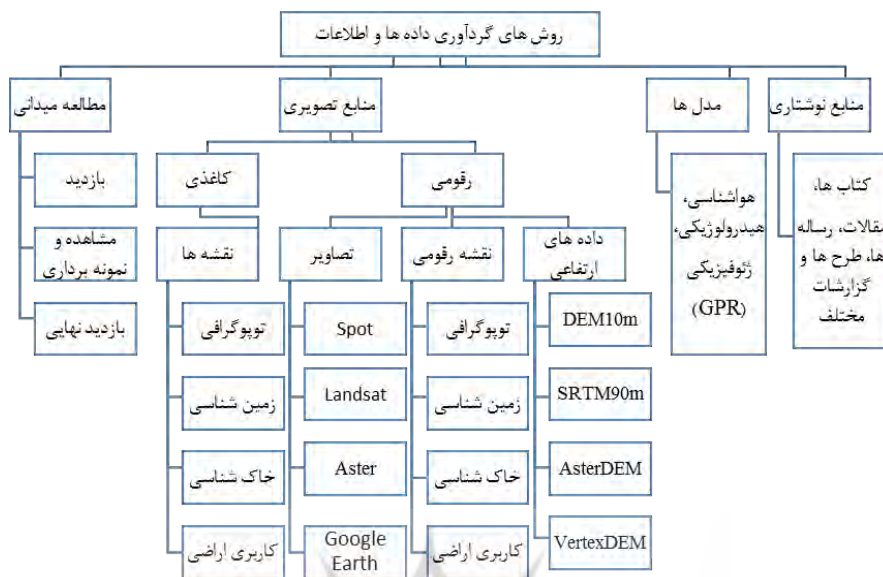 روش های گردآوری داده ها و اطلاعات
منابع نوشتاری
مدل ها
منابع تصویری
مطالعه میدانی
کتاب ها،
مقالات، رساله
ها، طرح ها و
گزارشات
مختلف
هواشناسی،
هیدرولوژیکی،
ژئوفیزیکی
(GPR)
رقومی
کاغذی
بازدید
مشاهده و
نمونه برداری
بازدید نهایی
داده های
ارتفاعی
نقشه رقومی
تصاویر
نقشه ها
DEM10m
SRTM90m
AsterDEM
VertexDEM
توپوگرافی
زمین شناسی
خاک شناسی
کاربری اراضی
Spot
Landsat
Aster
Google
Earth
توپوگرافی
زمین شناسی
خاک شناسی
کاربری اراضی